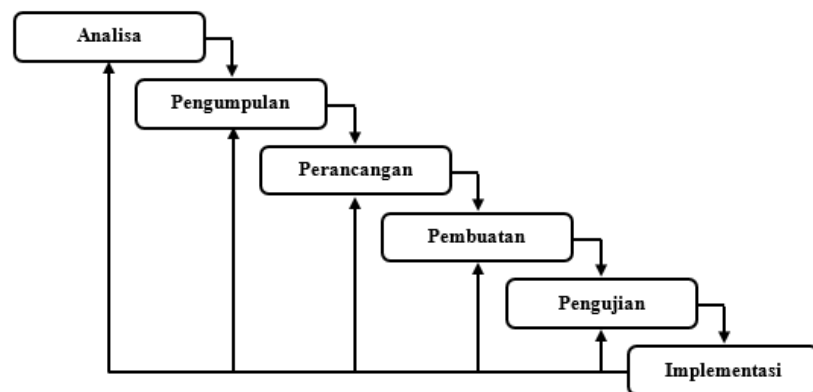 Analisa
Pengumpulan
Perancangan
Pembuatan
Pengujian
Implementasi